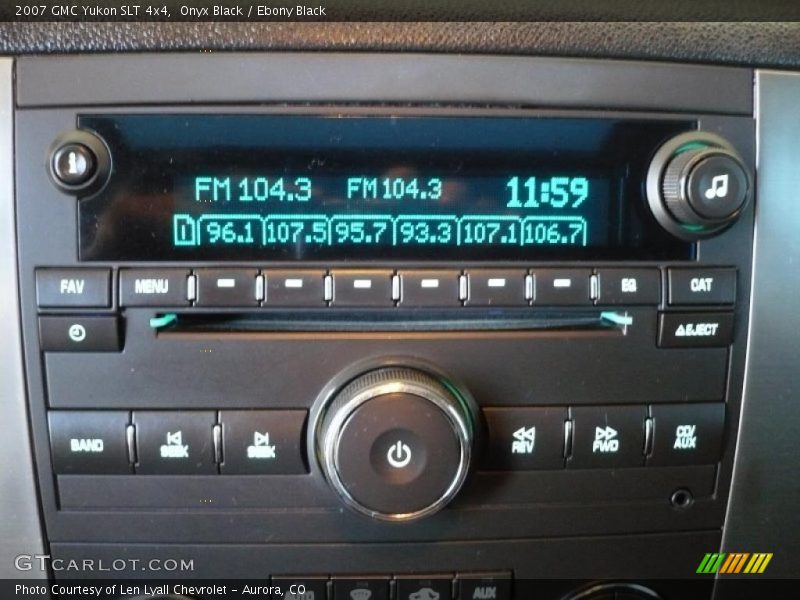 2007 GMC Yukon SLT 4x4, Onyx Black / Ebony Black
FM 104.3 FM 104.3 11:59
1 96.1 107.5 95.7 93.3 107.1 106.7
FAV MENU EQ CAT
EJECT
BAND SEEK SEEK REV FWD CD/
AUX
GTCARLOT.COM
AUX
Photo Courtesy of Len Lyall Chevrolet - Aurora, CO